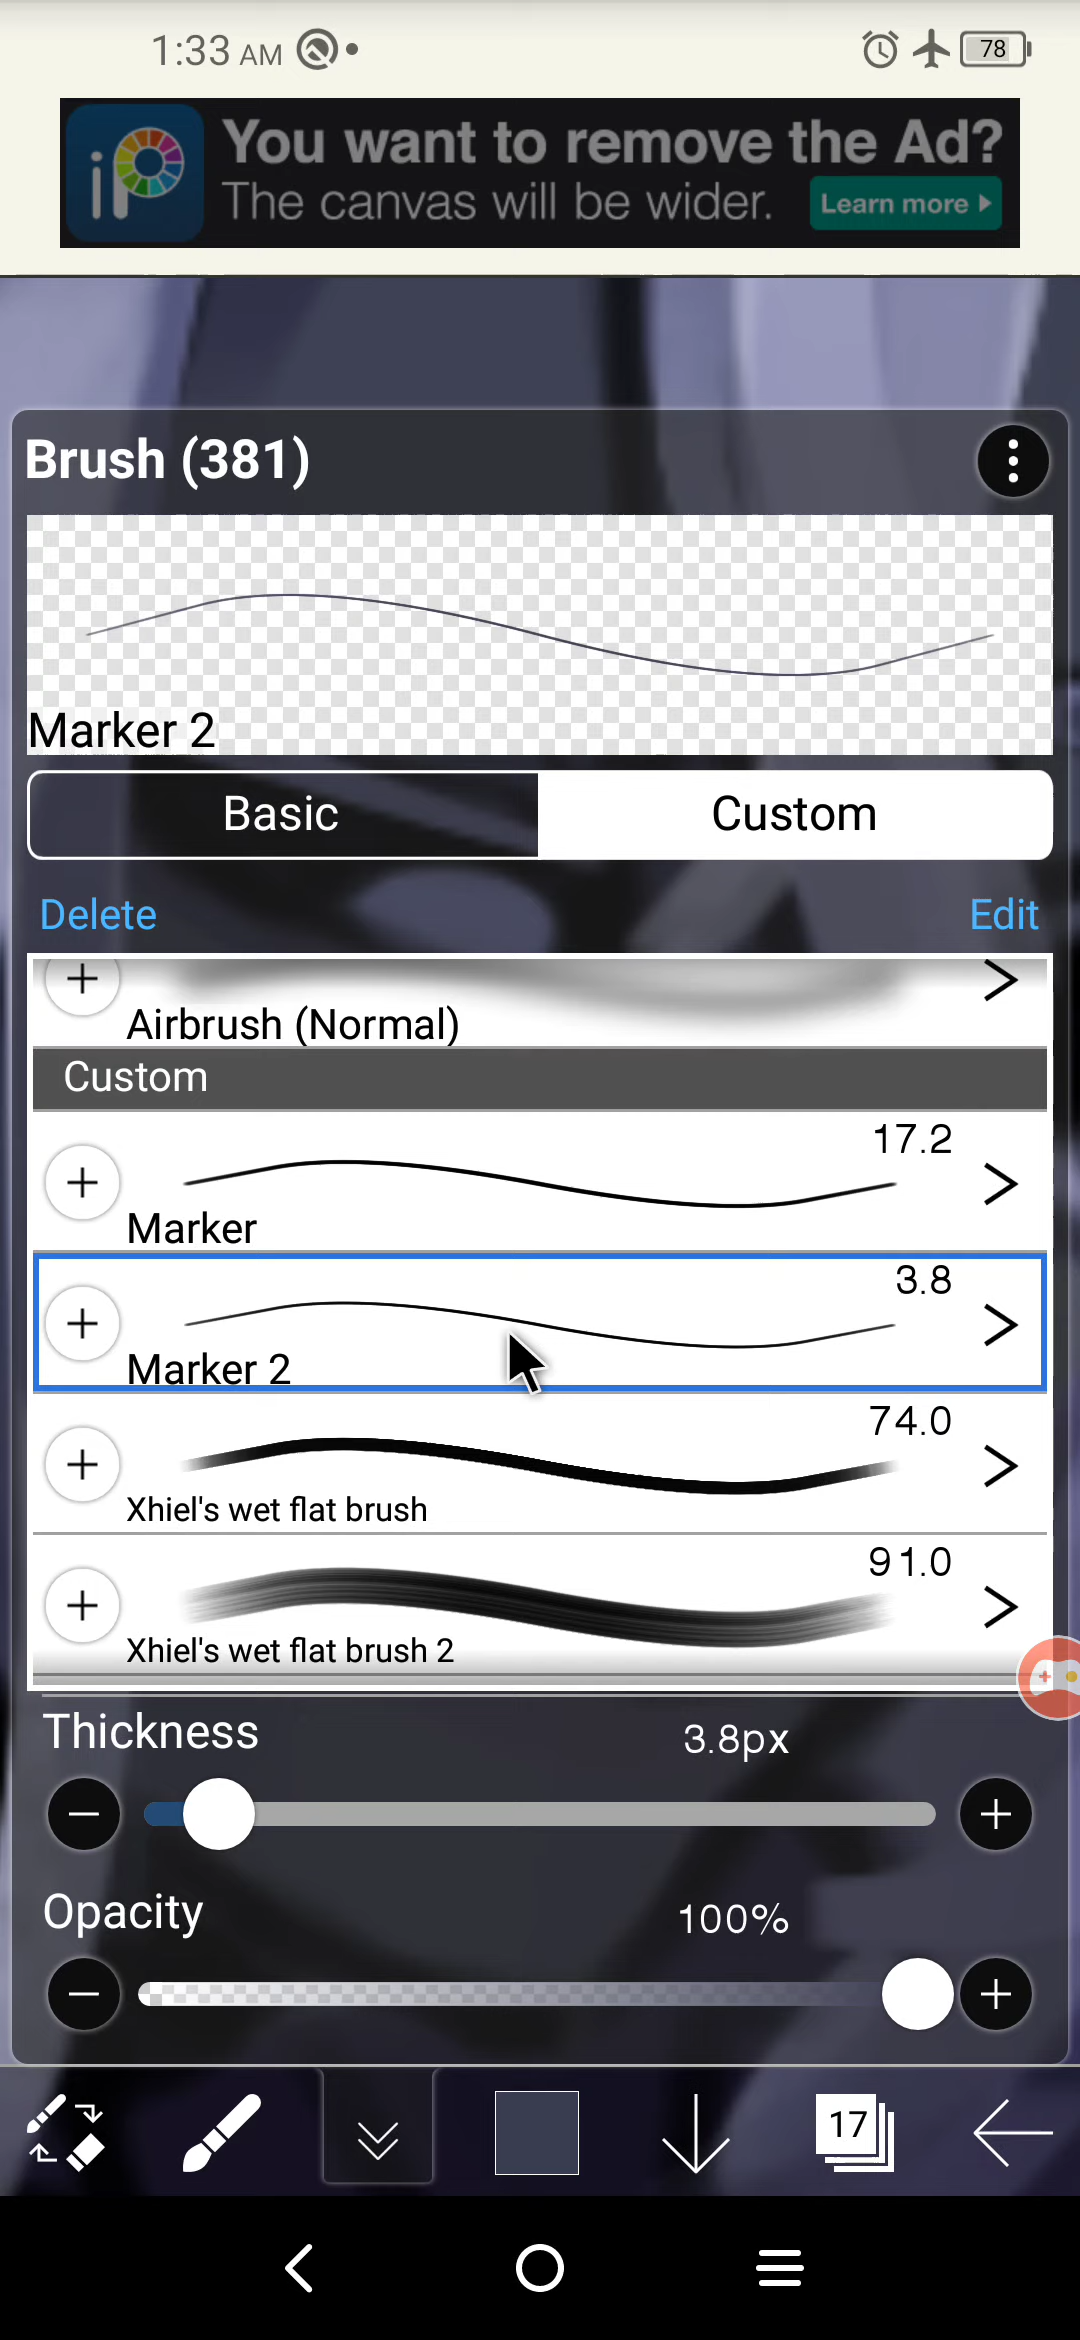 1:33 AM
78
iP
You want to remove the Ad?
The canvas will be wider.
Learn more
Brush (381)
Marker 2
Basic
Custom
Delete
Edit
Airbrush (Normal)
Custom
17.2
Marker
3.8
Marker 2
74.0
Xhiel's wet flat brush
91.0
Xhiel's wet flat brush 2
Thickness
3.8px
Opacity
100%
17